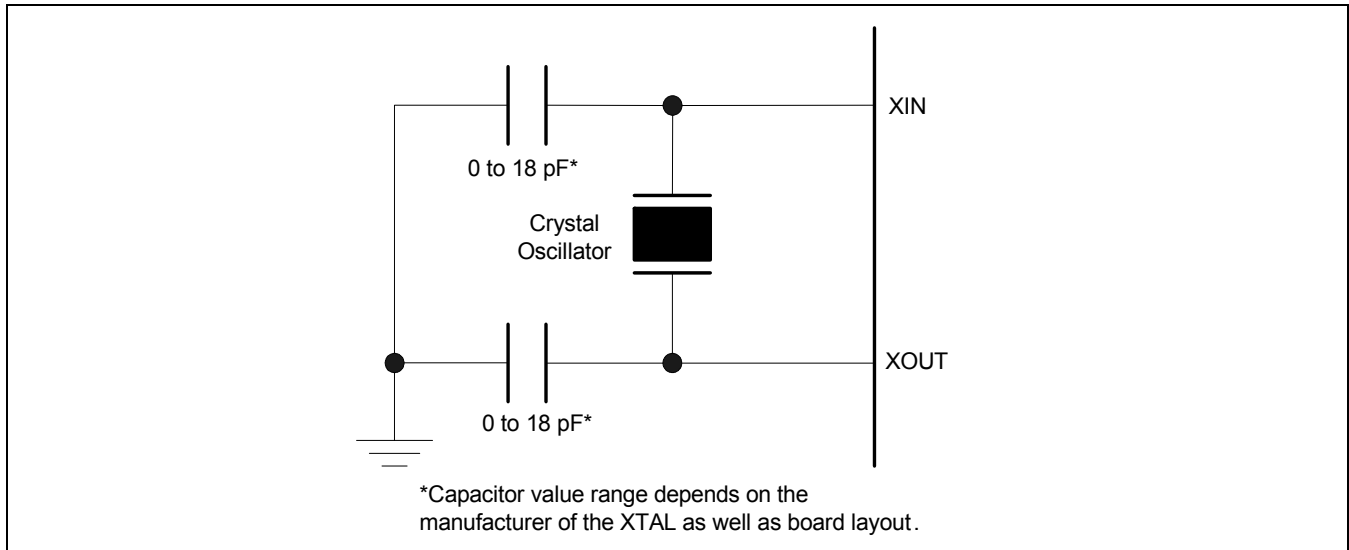 XIN
0 to 18 pF*
Crystal
Oscillator
XOUT
0 to 18 pF*
*Capacitor value range depends on the
manufacturer of the XTAL as well as board layout.